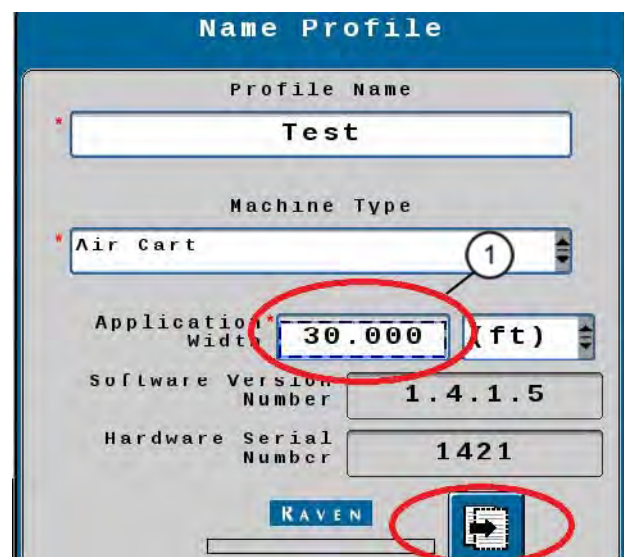 Name Profile
Profile Name
* Test
Machine Type
* Air Cart
1
Application*
Width
30.000 (ft)
Software Version
Number
1.4.1.5
Hardware Serial
Number
1421
RAVEN